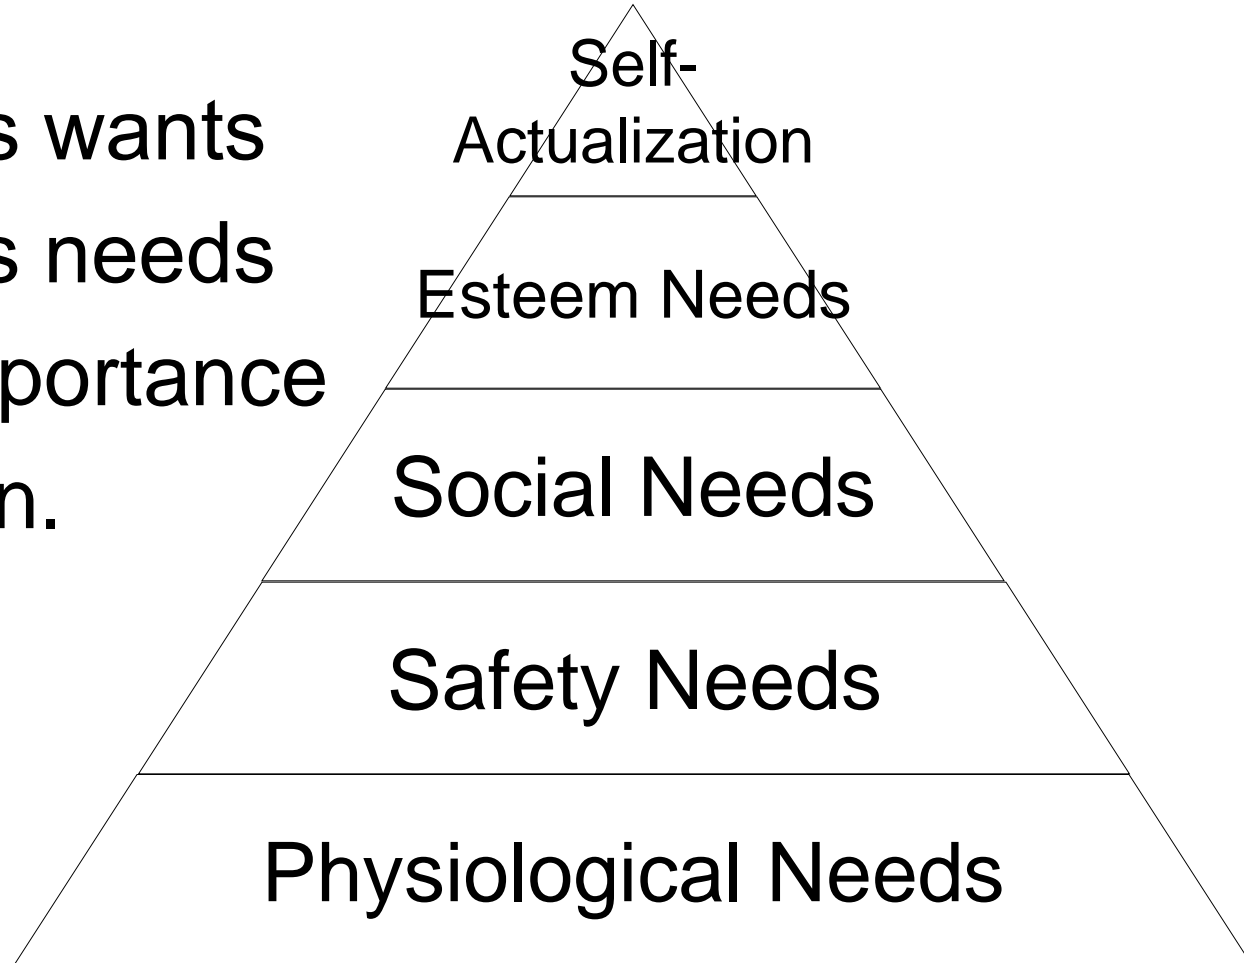 s wants
s needs
portance
n.
Self-
Actualization
Esteem Needs
Social Needs
Safety Needs
Physiological Needs